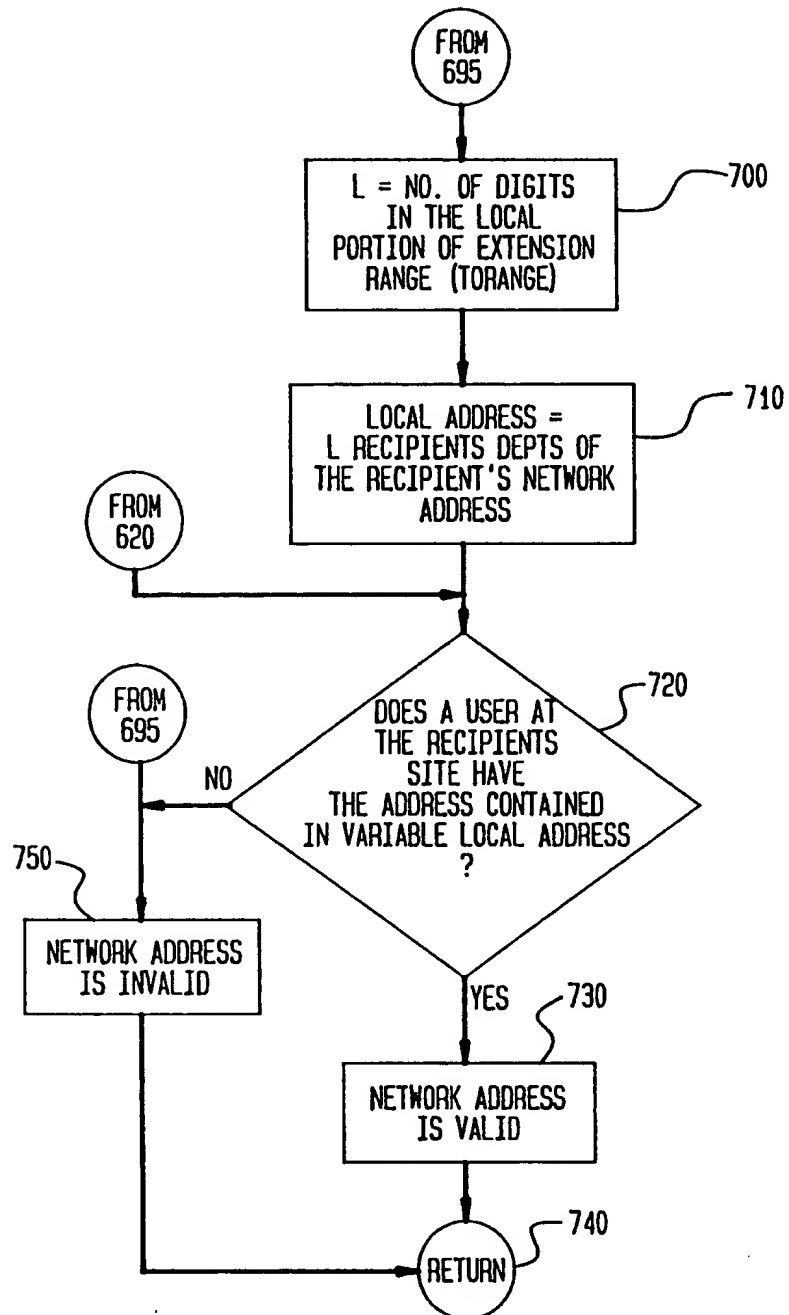 FROM
695
L = NO. OF DIGITS
IN THE LOCAL
PORTION OF EXTENSION
RANGE (TORANGE)
700
LOCAL ADDRESS =
L RECIPIENTS DEPTS OF
THE RECIPIENT'S NETWORK
ADDRESS
710
FROM
620
FROM
695
DOES A USER AT
THE RECIPIENTS
SITE HAVE
THE ADDRESS CONTAINED
IN VARIABLE LOCAL ADDRESS
?
720
NO
750
NETWORK ADDRESS
IS INVALID
YES
730
NETWORK ADDRESS
IS VALID
RETURN
740